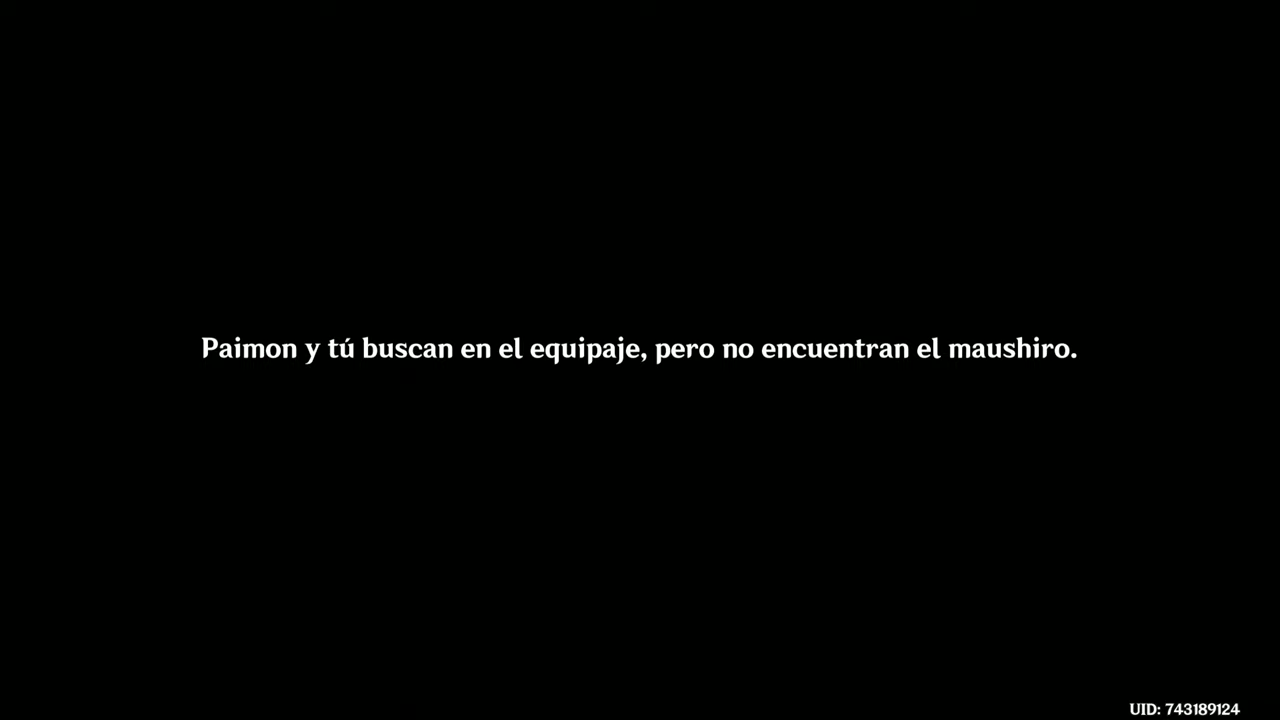 Paimon y tú buscan en el equipaje, pero no encuentran el maushiro.
UID: 743189124